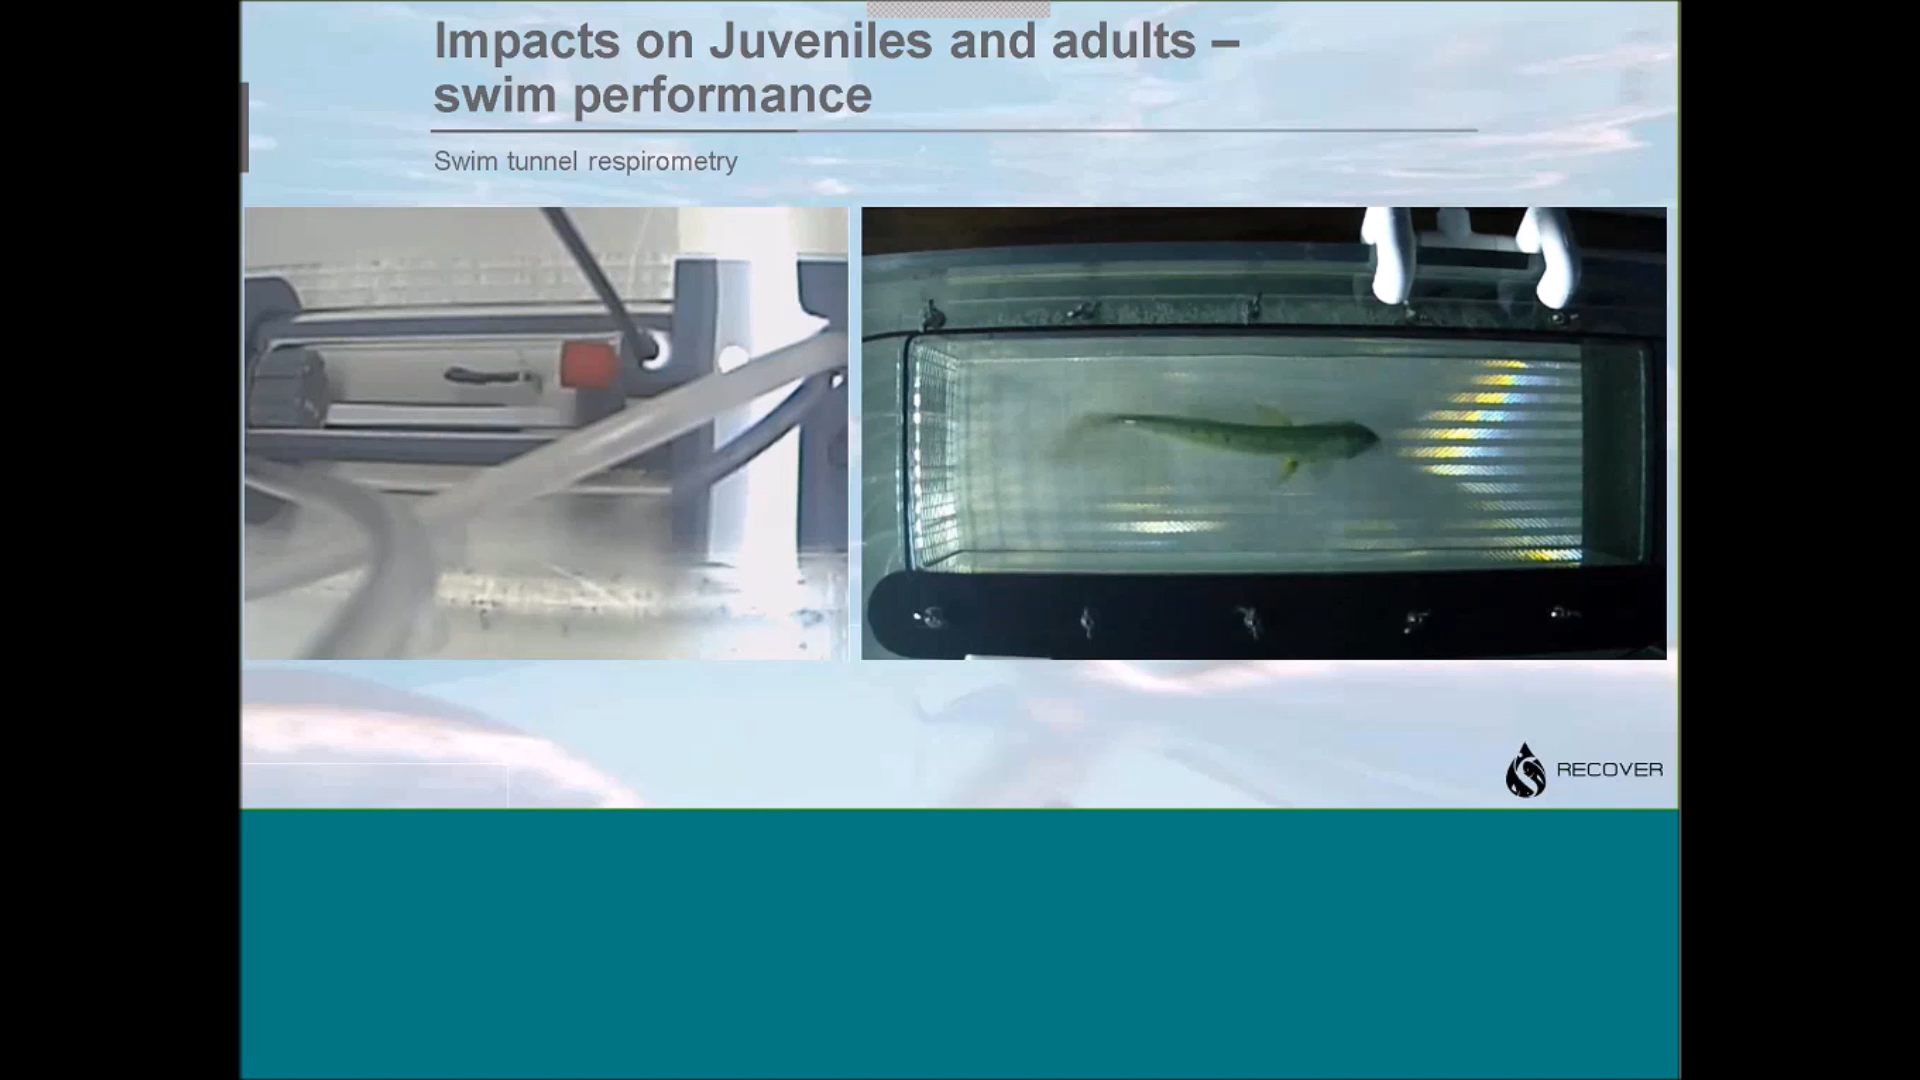 Impacts on Juveniles and adults –
swim performance
Swim tunnel respirometry
RECOVER